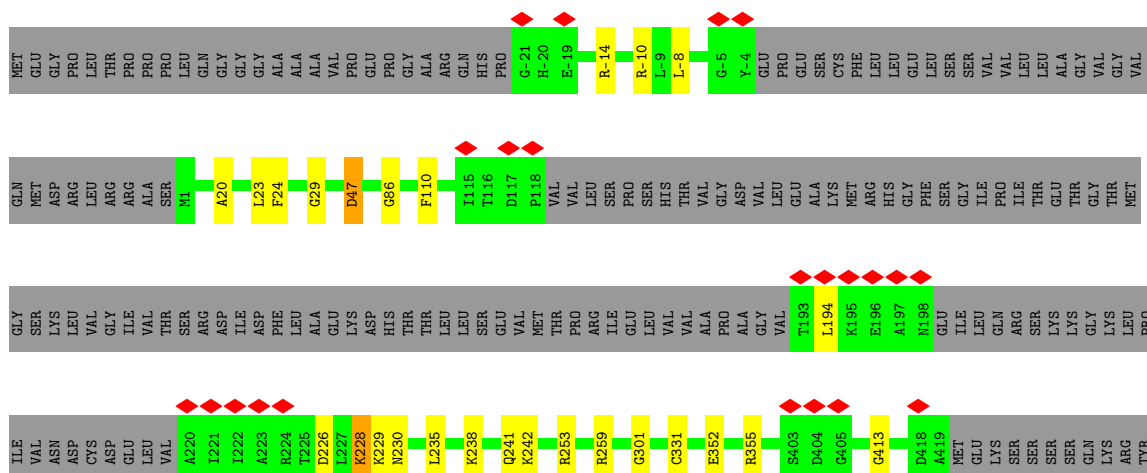 MET GLU GLY PRO LEU THR PRO PRO PRO LEU GLN GLY GLY GLY ALA ALA ALA VAL PRO GLU PRO GLY ALA ARG GLN HIS PRO G-21 H-20 E-19 R-14 R-10 L-9 L-8 G-5 Y-4 GLU PRO GLU SER CYS PHE LEU LEU GLU LEU SER SER VAL VAL LEU LEU ALA GLY VAL GLY VAL
GLN MET ASP ARG LEU ARG ARG ALA SER M1 A20 L23 F24 G29 D47 G86 F110 I115 T116 D117 P118 VAL VAL LEU SER PRO SER HIS THR VAL GLY ASP VAL LEU GLU ALA LYS MET ARG HIS GLY PHE SER GLY ILE PRO ILE THR GLU THR GLY THR MET
GLY SER LYS LEU VAL GLY ILE VAL THR SER ARG ASP ILE ASP PHE LEU ALA GLU LYS ASP HIS THR THR LEU LEU SER GLU VAL MET THR PRO ARG ILE GLU LEU VAL VAL ALA PRO ALA GLY VAL T193 L194 K195 E196 A197 N198 GLU ILE LEU GLN ARG SER LYS LYS GLY LYS LEU PRO
ILE VAL ASN ASP CYS ASP GLU LEU VAL A220 I221 I222 A223 R224 T225 D226 L227 K228 K229 N230 L235 K238 Q241 K242 R253 R259 G301 C331 E352 R355 S403 D404 G405 G413 D418 A419 MET GLU LYS SER SER SER SER GLN LYS ARG